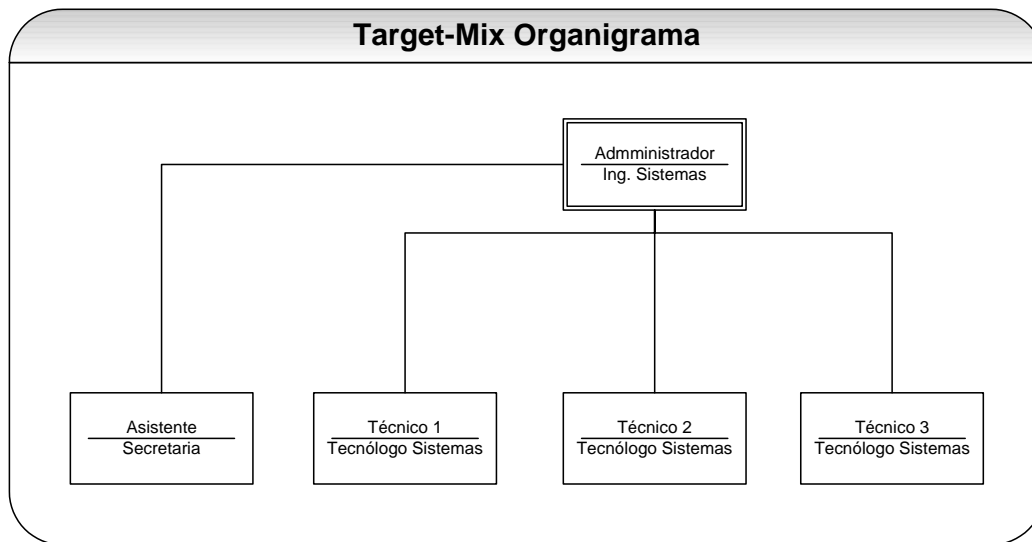 Target-Mix Organigrama
Admministrador
Ing. Sistemas
Asistente
Secretaria
Técnico 1
Tecnólogo Sistemas
Técnico 2
Tecnólogo Sistemas
Técnico 3
Tecnólogo Sistemas